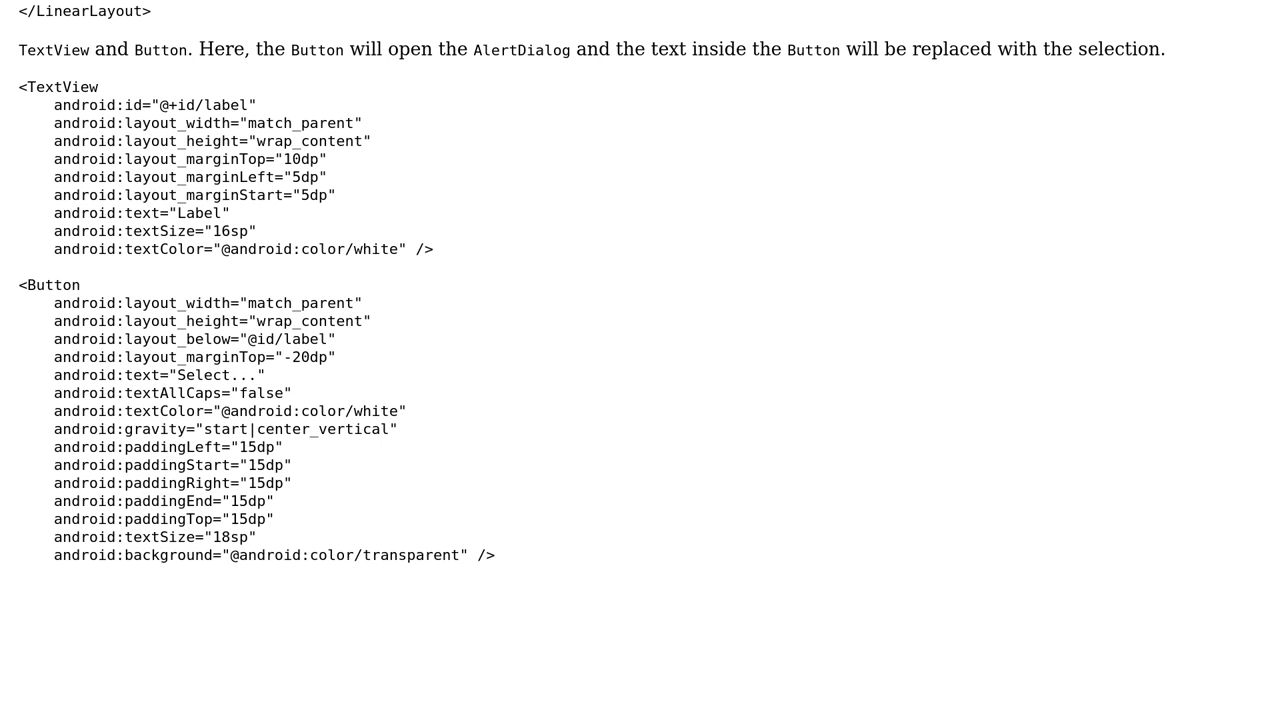 </LinearLayout>
TextView and Button. Here, the Button will open the AlertDialog and the text inside the Button will be replaced with the selection.
<TextView
    android:id="@+id/label"
    android:layout_width="match_parent"
    android:layout_height="wrap_content"
    android:layout_marginTop="10dp"
    android:layout_marginLeft="5dp"
    android:layout_marginStart="5dp"
    android:text="Label"
    android:textSize="16sp"
    android:textColor="@android:color/white" />
<Button
    android:layout_width="match_parent"
    android:layout_height="wrap_content"
    android:layout_below="@id/label"
    android:layout_marginTop="-20dp"
    android:text="Select..."
    android:textAllCaps="false"
    android:textColor="@android:color/white"
    android:gravity="start|center_vertical"
    android:paddingLeft="15dp"
    android:paddingStart="15dp"
    android:paddingRight="15dp"
    android:paddingEnd="15dp"
    android:paddingTop="15dp"
    android:textSize="18sp"
    android:background="@android:color/transparent" />